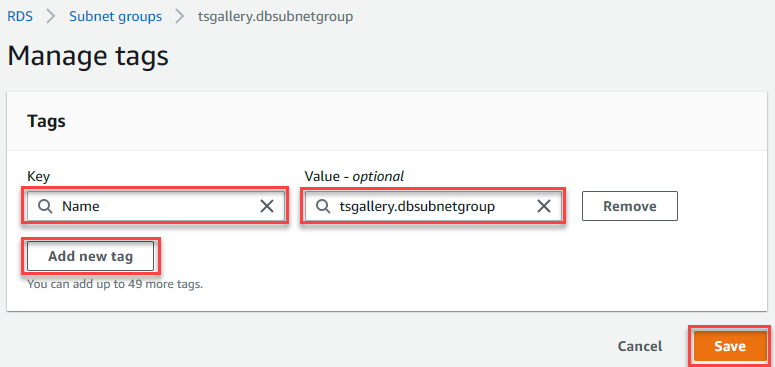 RDS > Subnet groups > tsgallery.dbsubnetgroup
Manage tags
Tags
Key Value - optional
Name tsgallery.dbsubnetgroup Remove
Add new tag
You can add up to 49 more tags.
Cancel Save